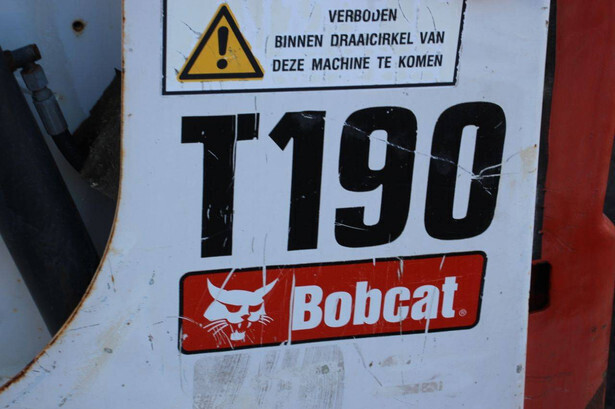 VERBODEN
BINNEN DRAAICIRKEL VAN
DEZE MACHINE TE KOMEN
T190
Bobcat®